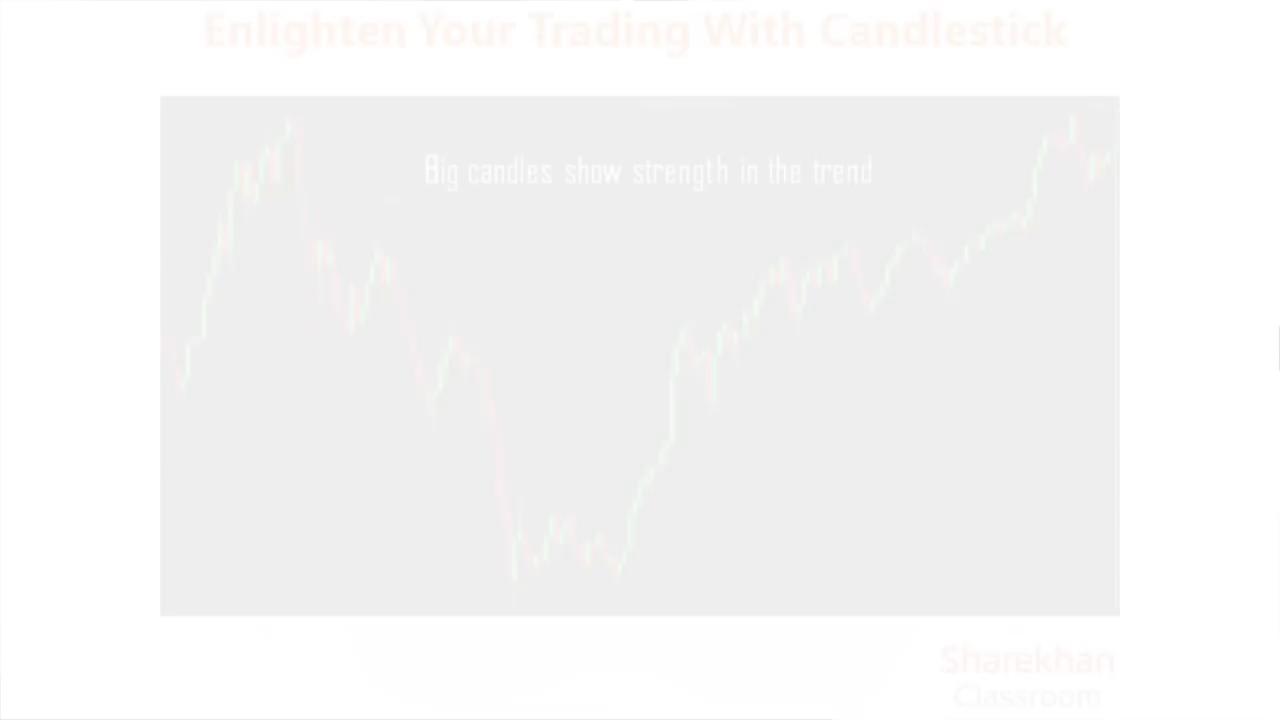 Enlighten Your Trading With Candlestick
Big candles show strength in the trend
Sharekhan
Classroom